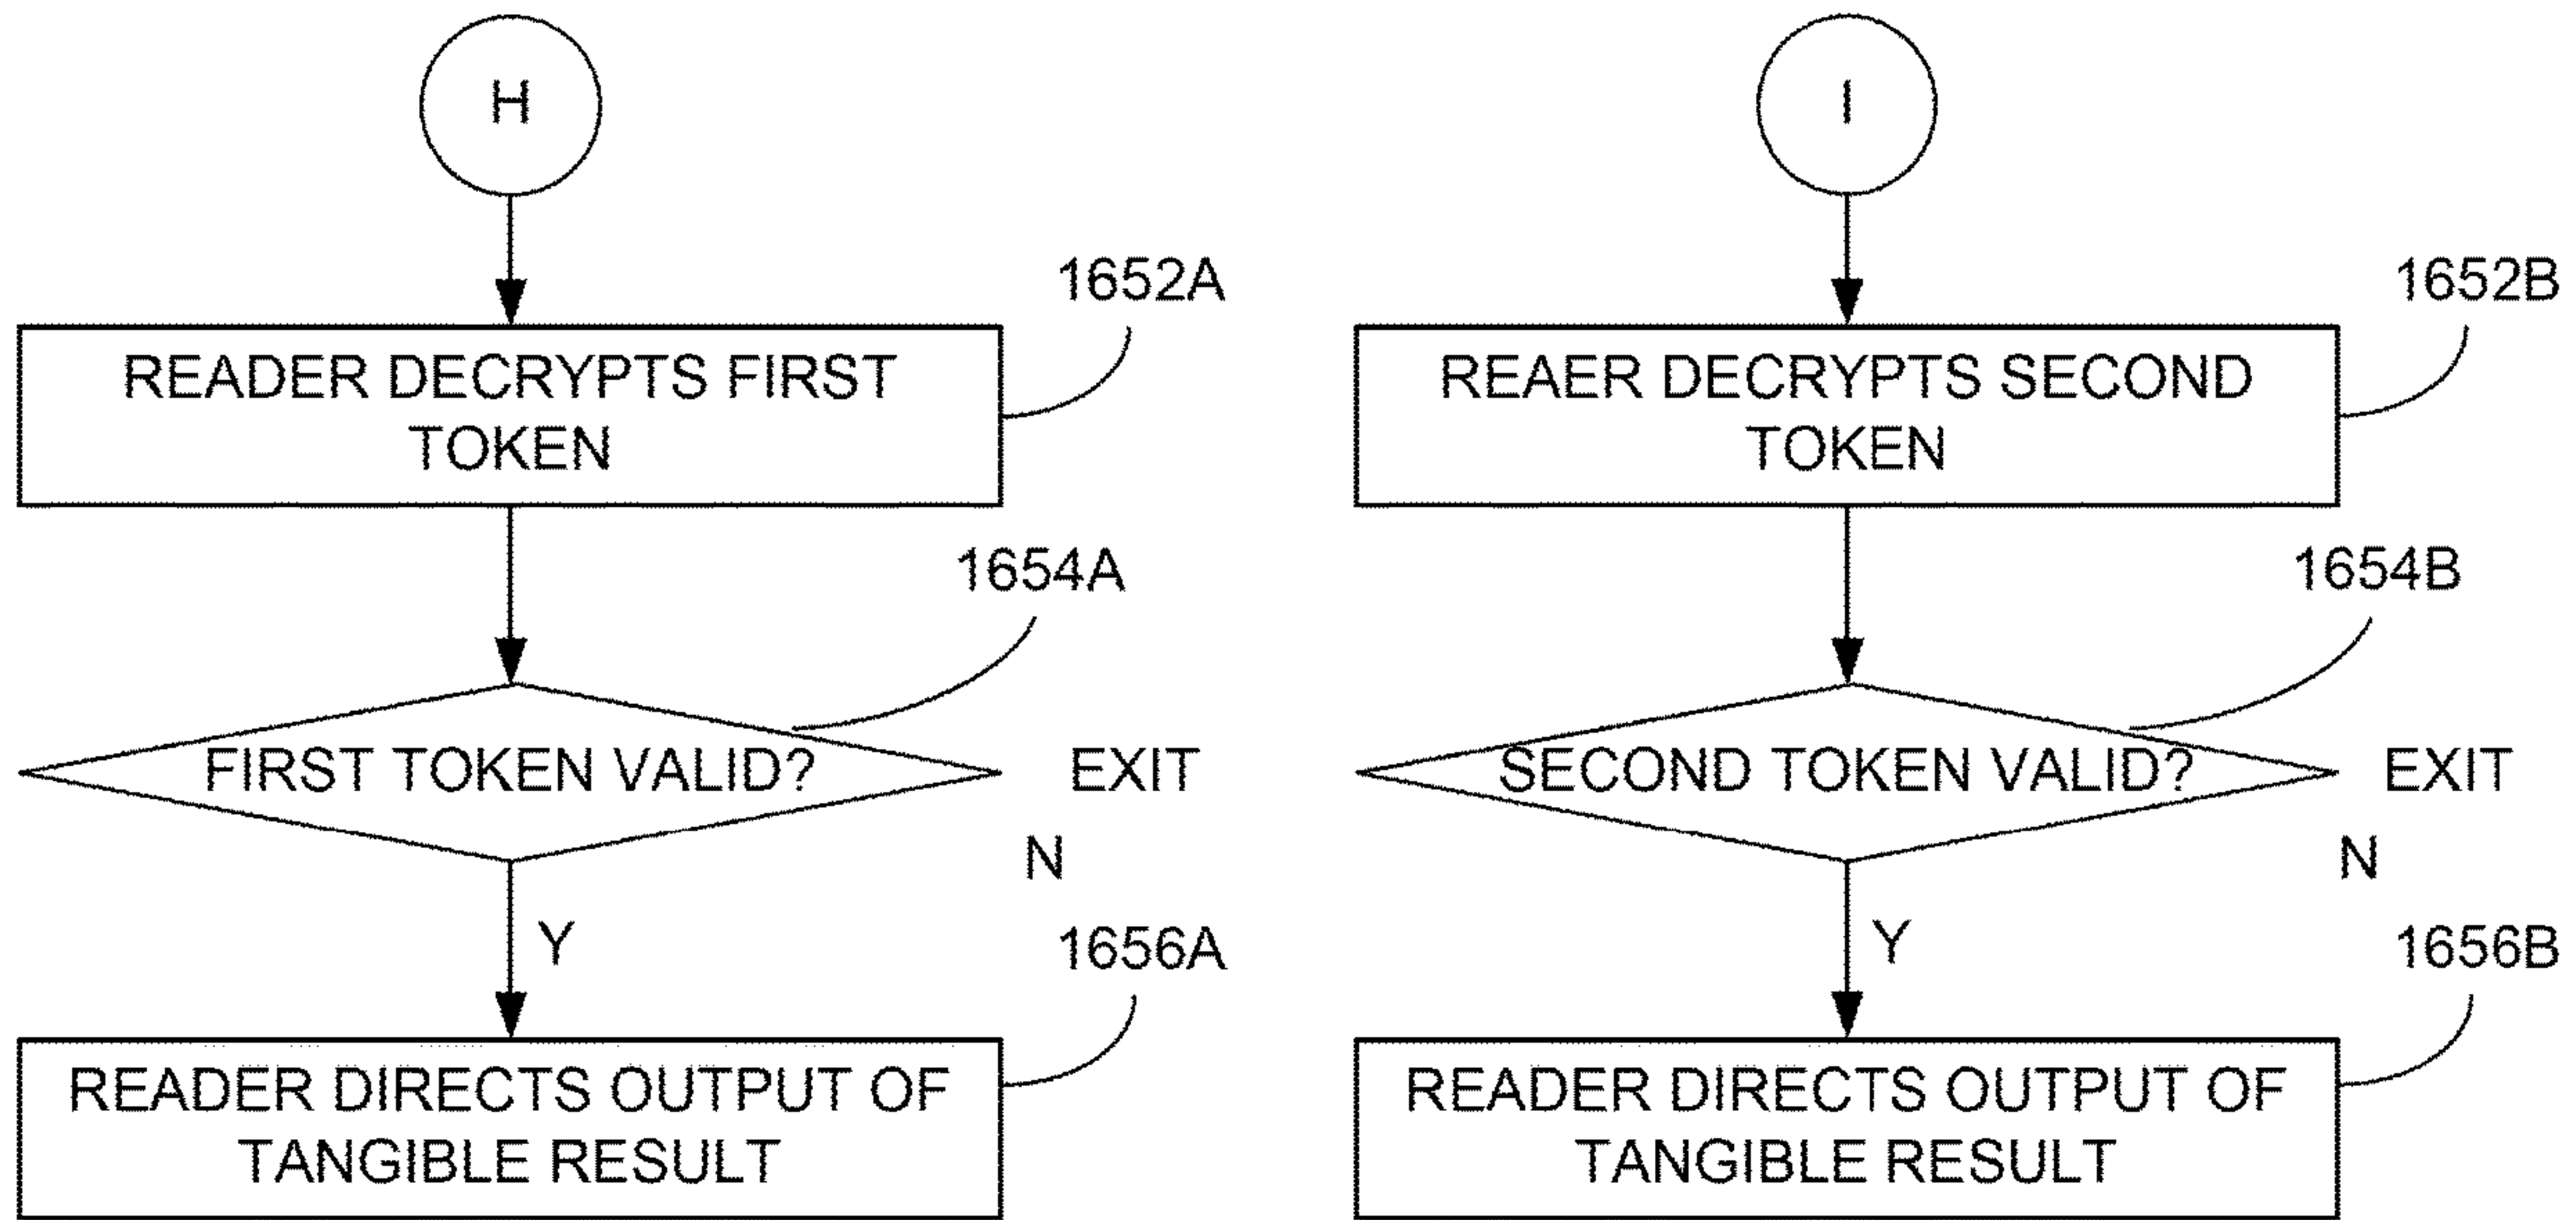 H
1652A
READER DECRYPTS FIRST
TOKEN
1654A
FIRST TOKEN VALID?
EXIT
N
Y
1656A
READER DIRECTS OUTPUT OF
TANGIBLE RESULT
I
1652B
REAER DECRYPTS SECOND
TOKEN
1654B
SECOND TOKEN VALID?
EXIT
N
Y
1656B
READER DIRECTS OUTPUT OF
TANGIBLE RESULT